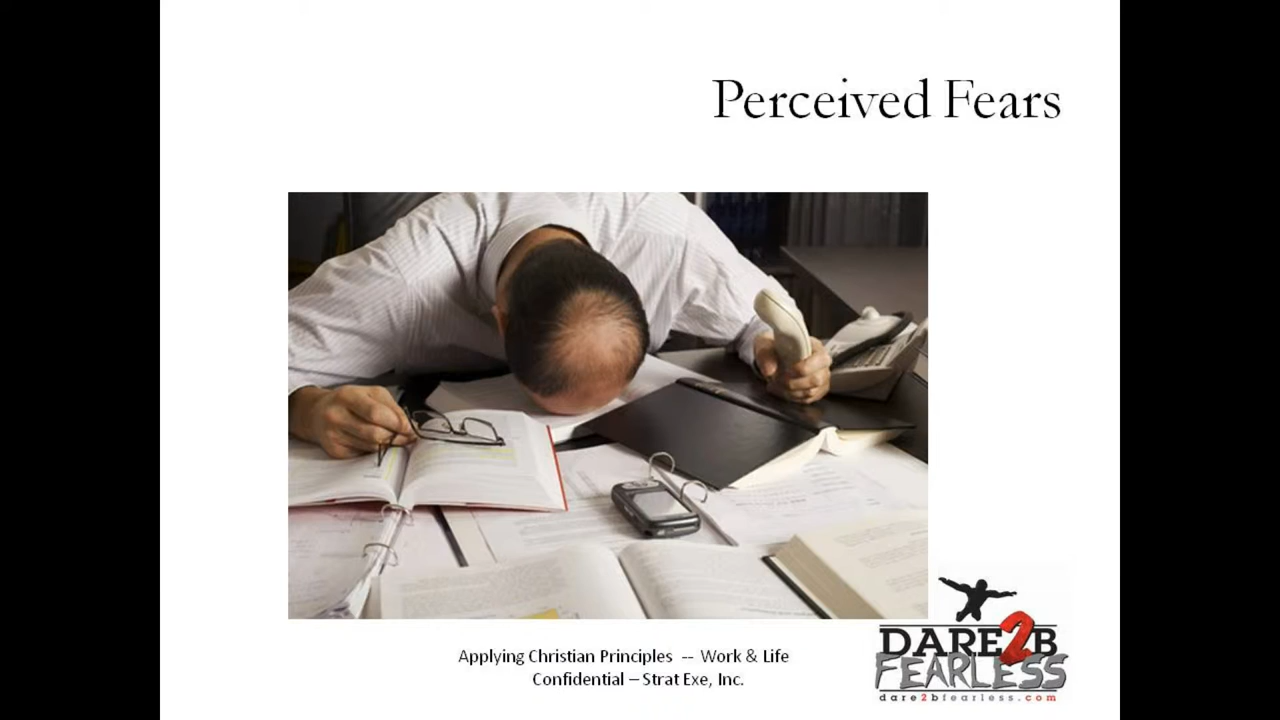 Perceived Fears
Applying Christian Principles -- Work & Life
Confidential – Strat Exe, Inc.
DARE2B
FEARLESS
dare2bfearless.com